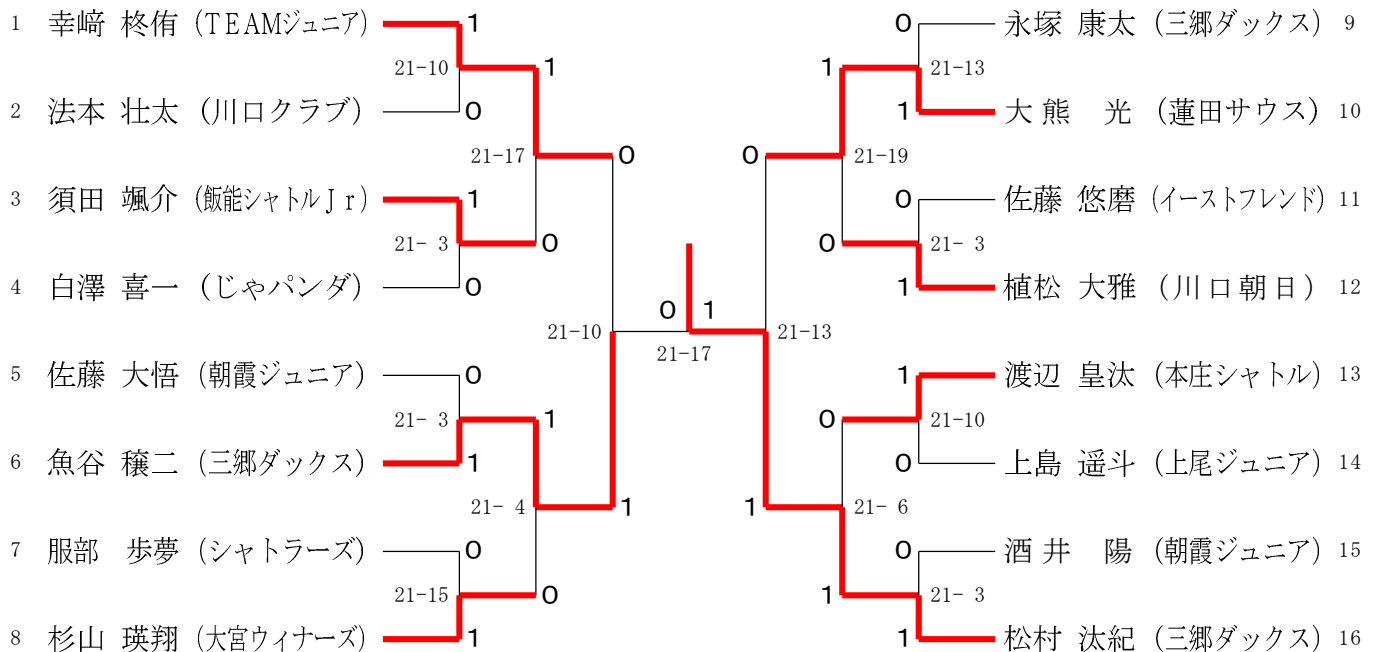 1 幸﨑 柊侑 (TEAMジュニア) 1
21-10 1
2 法本 壮太 (川口クラブ) 0
21-17 0
3 須田 颯介 (飯能シャトルJr) 1
21- 3 0
4 白澤 喜一 (じゃパンダ) 0
21-10
5 佐藤 大悟 (朝霞ジュニア) 0
21- 3 1
6 魚谷 穣二 (三郷ダックス) 1
21- 4 1
7 服部 歩夢 (シャトラーズ) 0
21-15 0
8 杉山 瑛翔 (大宮ウィナーズ) 1
0 1
21-17
0 永塚 康太 (三郷ダックス) 9
1 21-13
1 大熊 光 (蓮田サウス) 10
0 21-19
0 佐藤 悠磨 (イーストフレンド) 11
0 21- 3
1 植松 大雅 (川口朝日) 12
21-13
1 渡辺 皇汰 (本庄シャトル) 13
0 21-10
0 上島 遥斗 (上尾ジュニア) 14
1 21- 6
0 酒井 陽 (朝霞ジュニア) 15
1 21- 3
1 松村 汰紀 (三郷ダックス) 16